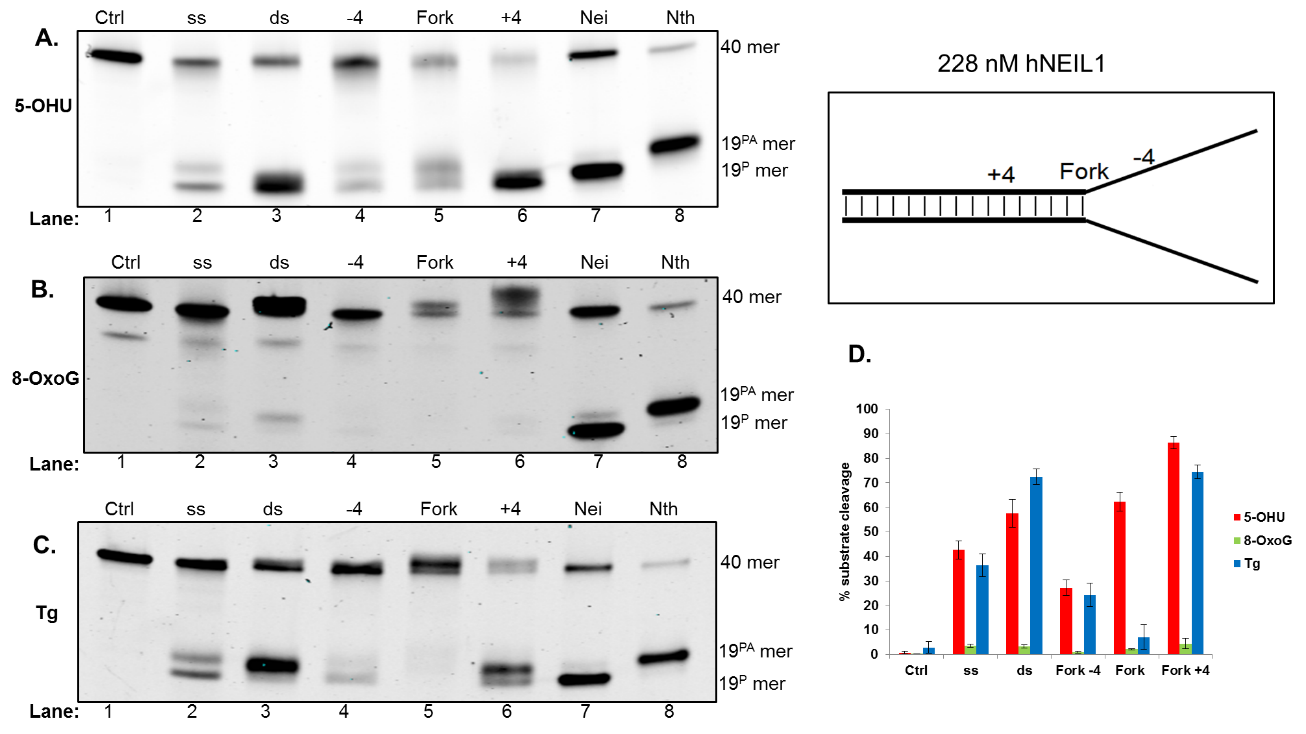 Ctrl ss ds -4 Fork +4 Nei Nth
A.
40 mer
5-OHU
19PA mer
19P mer
Lane: 1 2 3 4 5 6 7 8
Ctrl ss ds -4 Fork +4 Nei Nth
B.
40 mer
8-OxoG
19PA mer
19P mer
Lane: 1 2 3 4 5 6 7 8
Ctrl ss ds -4 Fork +4 Nei Nth
C.
40 mer
Tg
19PA mer
19P mer
Lane: 1 2 3 4 5 6 7 8
228 nM hNEIL1
+4 Fork -4
D.
% substrate cleavage
100
90
80
70
60
50
40
30
20
10
0
Ctrl ss ds Fork -4 Fork Fork +4
5-OHU
8-OxoG
Tg